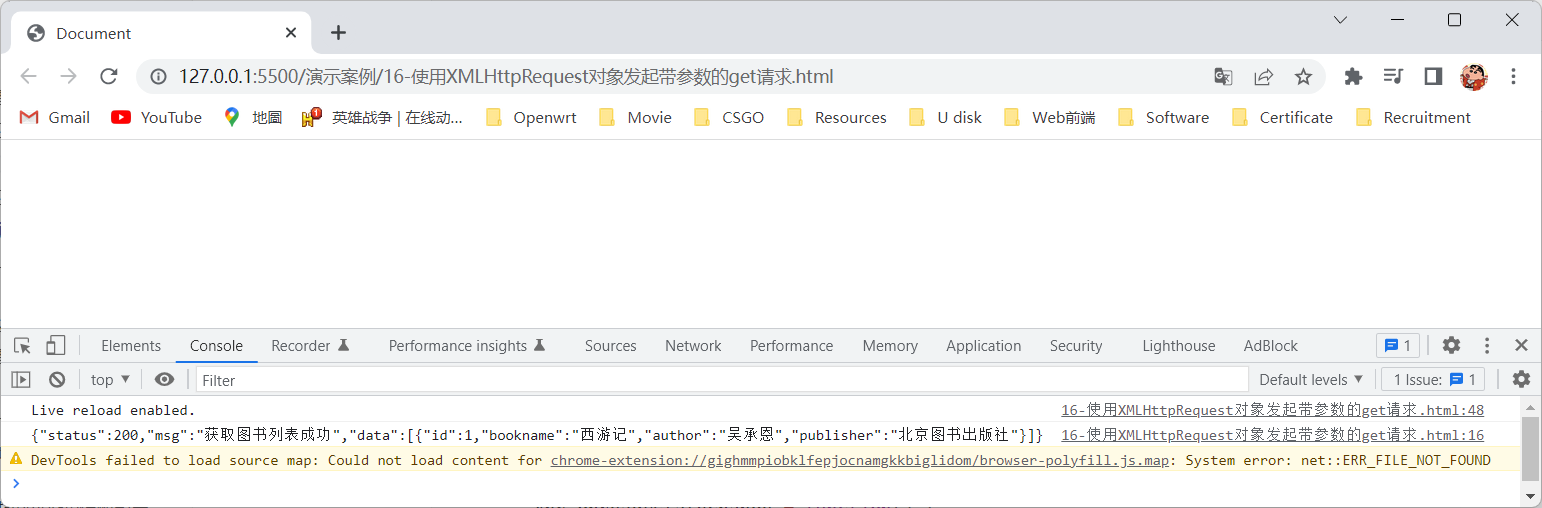 Document
127.0.0.1:5500/演示案例/16-使用XMLHttpRequest对象发起带参数的get请求.html
Gmail YouTube 地圖 英雄战争 | 在线动... Openwrt Movie CSGO Resources U disk Web前端 Software Certificate Recruitment
Elements Console Recorder Performance insights Sources Network Performance Memory Application Security Lighthouse AdBlock 1
top Filter Default levels 1 Issue: 1
Live reload enabled. 16-使用XMLHttpRequest对象发起带参数的get请求.html:48
{"status":200,"msg":"获取图书列表成功","data":[{"id":1,"bookname":"西游记","author":"吴承恩","publisher":"北京图书出版社"}]} 16-使用XMLHttpRequest对象发起带参数的get请求.html:16
DevTools failed to load source map: Could not load content for chrome-extension://gighmmpiobklfepjocnamgkkbiglidom/browser-polyfill.js.map: System error: net::ERR_FILE_NOT_FOUND